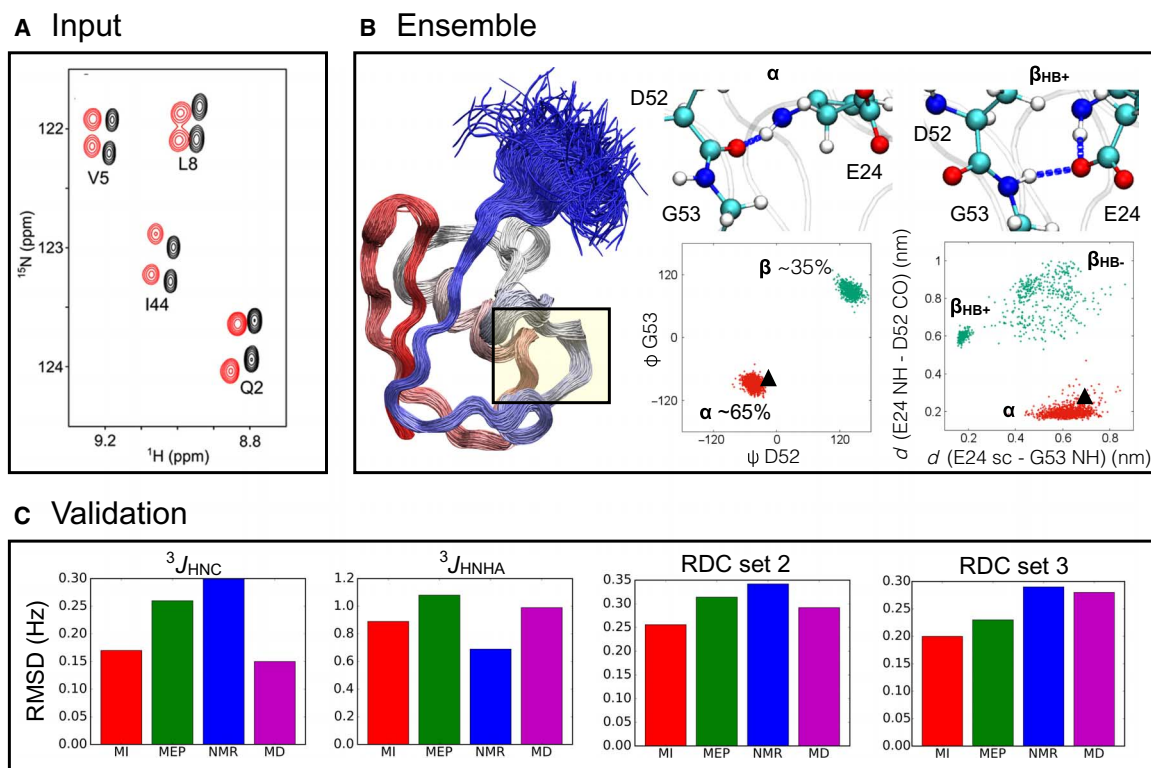 A Input
122
123
124
¹⁵N (ppm)
V5
L8
I44
Q2
9.2
8.8
¹H (ppm)
B Ensemble
α
D52
E24
G53
β_HB+
D52
G53
E24
β ~35%
α ~65%
120
0
−120
ϕ G53
−120
0
120
ψ D52
β_HB-
β_HB+
α
1.0
0.8
0.6
0.4
0.2
d (E24 NH - D52 CO) (nm)
0.2
0.4
0.6
0.8
d (E24 sc - G53 NH) (nm)
C Validation
RMSD (Hz)
³J_HNC
0.30
0.25
0.20
0.15
0.10
0.05
0.00
MI MEP NMR MD
³J_HNHA
1.2
1.0
0.8
0.6
0.4
0.2
0.0
MI MEP NMR MD
RDC set 2
0.35
0.30
0.25
0.20
0.15
0.10
0.05
0.00
MI MEP NMR MD
RDC set 3
0.30
0.25
0.20
0.15
0.10
0.05
0.00
MI MEP NMR MD